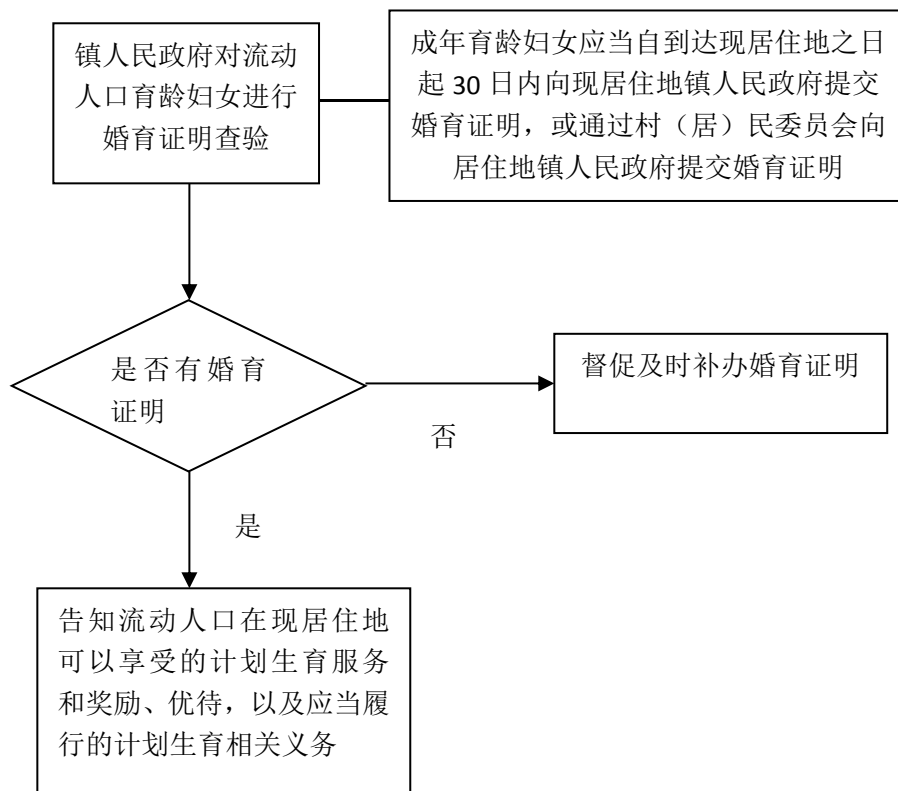 镇人民政府对流动
人口育龄妇女进行
婚育证明查验
成年育龄妇女应当自到达现居住地之日
起 30 日内向现居住地镇人民政府提交
婚育证明，或通过村（居）民委员会向
居住地镇人民政府提交婚育证明
是否有婚育
证明
督促及时补办婚育证明
否
是
告知流动人口在现居住地
可以享受的计划生育服务
和奖励、优待，以及应当履
行的计划生育相关义务